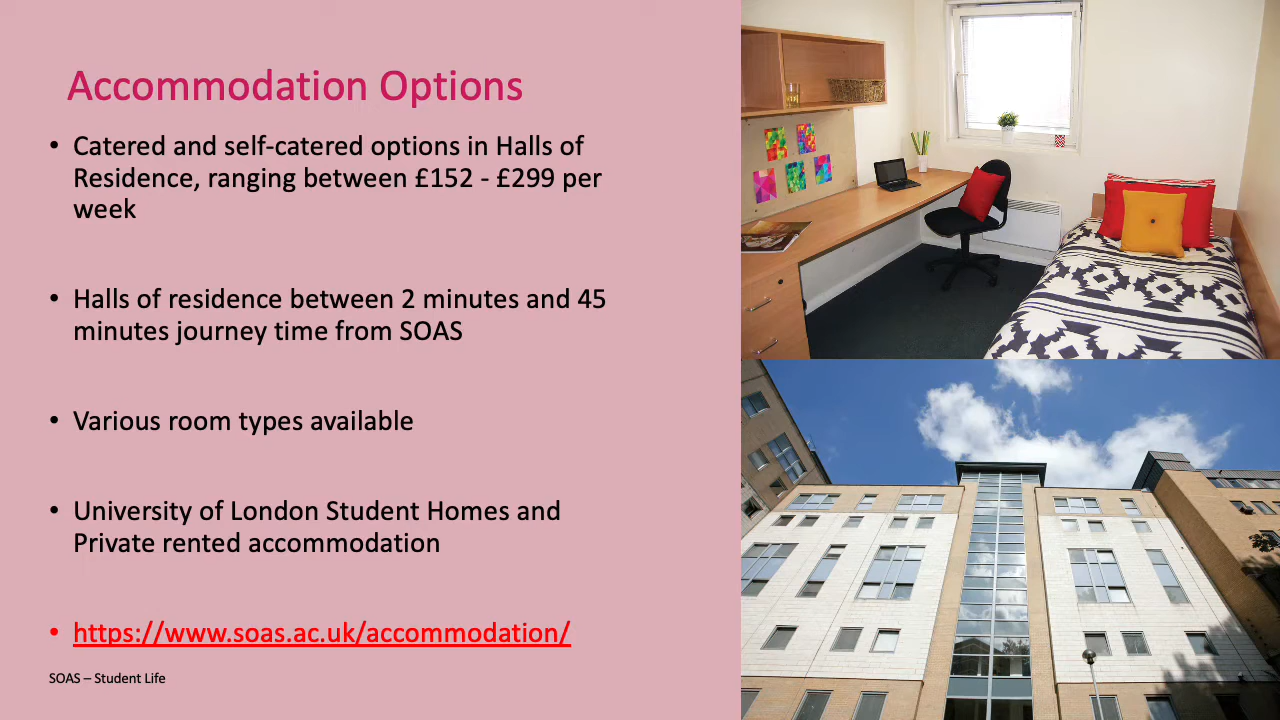 Accommodation Options
• Catered and self-catered options in Halls of
Residence, ranging between £152 - £299 per
week
• Halls of residence between 2 minutes and 45
minutes journey time from SOAS
• Various room types available
• University of London Student Homes and
Private rented accommodation
• https://www.soas.ac.uk/accommodation/
SOAS – Student Life